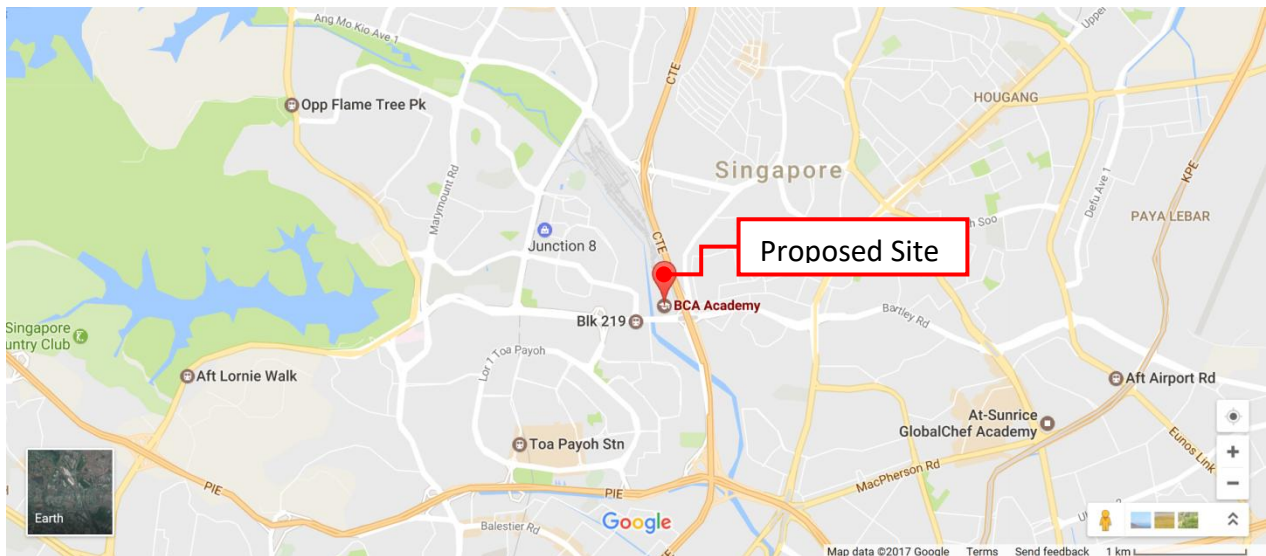 Ang Mo Kio Ave 1
Upper
CTE
Opp Flame Tree Pk
HOUGANG
Singapore
Marymount Rd
KPE
Defu Ave 1
PAYA LEBAR
Soo
CTE
Junction 8
Proposed Site
BCA Academy
Blk 219
Bartley Rd
Singapore
untry Club
Lor 1 Toa Payoh
Aft Lornie Walk
Aft Airport Rd
At-Sunrice
GlobalChef Academy
Toa Payoh Stn
Eunos Link
MacPherson Rd
PIE
PIE
Earth
Balestier Rd
Google
Map data ©2017 Google Terms Send feedback 1 km